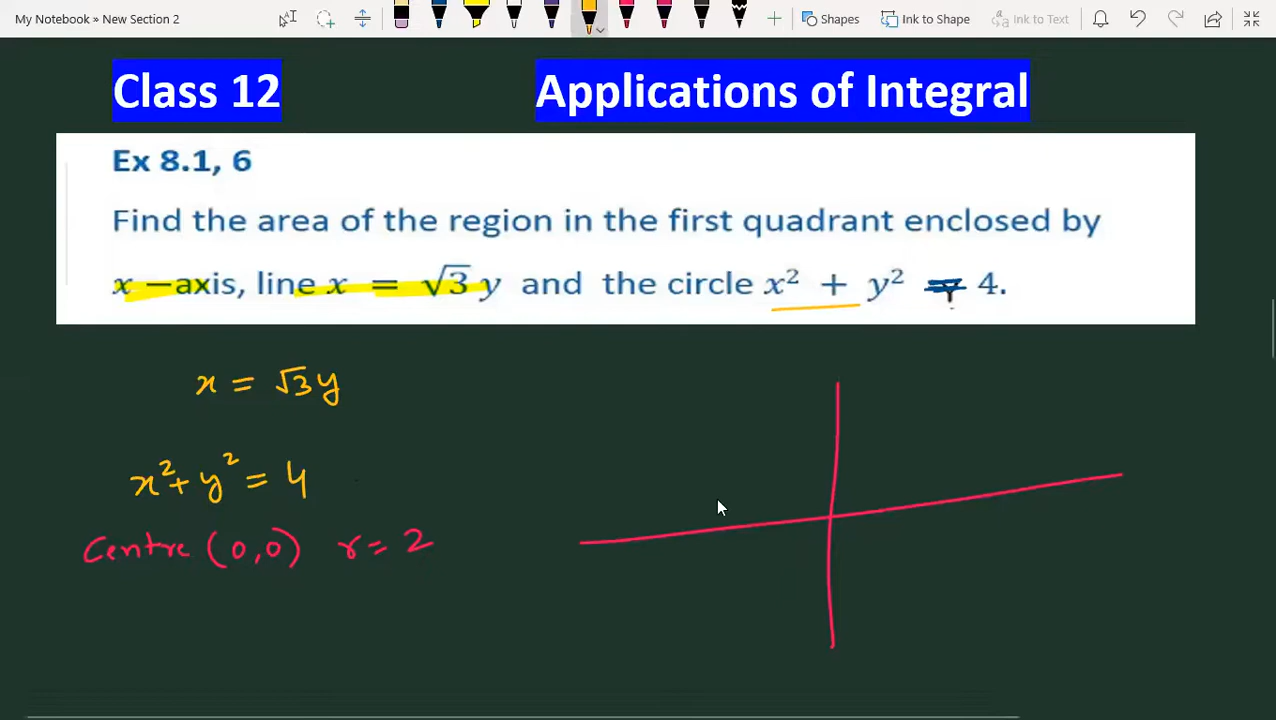 My Notebook » New Section 2
Shapes
Ink to Shape
Ink to Text
Class 12
Applications of Integral
Ex 8.1, 6
Find the area of the region in the first quadrant enclosed by
x −axis, line x = √3 y and the circle x² + y² = 4.
x = √3y
x²+y² = 4
Centre (0,0) r = 2